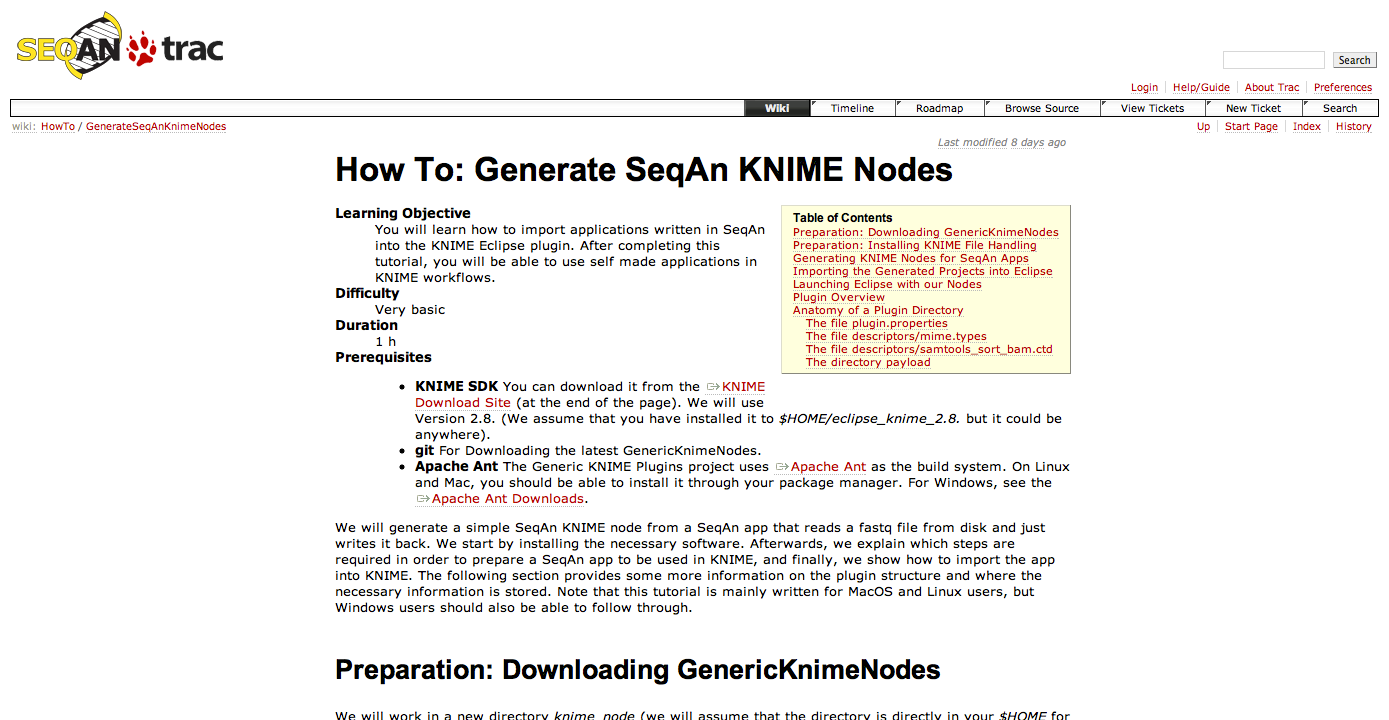 SEQAN trac
Search
Login Help/Guide About Trac Preferences
Wiki Timeline Roadmap Browse Source View Tickets New Ticket Search
wiki: HowTo / GenerateSeqAnKnimeNodes
Up Start Page Index History
Last modified 8 days ago
How To: Generate SeqAn KNIME Nodes
Learning Objective
You will learn how to import applications written in SeqAn
into the KNIME Eclipse plugin. After completing this
tutorial, you will be able to use self made applications in
KNIME workflows.
Difficulty
Very basic
Duration
1 h
Prerequisites
Table of Contents
Preparation: Downloading GenericKnimeNodes
Preparation: Installing KNIME File Handling
Generating KNIME Nodes for SeqAn Apps
Importing the Generated Projects into Eclipse
Launching Eclipse with our Nodes
Plugin Overview
Anatomy of a Plugin Directory
The file plugin.properties
The file descriptors/mime.types
The file descriptors/samtools_sort_bam.ctd
The directory payload
• KNIME SDK You can download it from the KNIME
Download Site (at the end of the page). We will use
Version 2.8. (We assume that you have installed it to $HOME/eclipse_knime_2.8. but it could be
anywhere).
• git For Downloading the latest GenericKnimeNodes.
• Apache Ant The Generic KNIME Plugins project uses Apache Ant as the build system. On Linux
and Mac, you should be able to install it through your package manager. For Windows, see the
Apache Ant Downloads.
We will generate a simple SeqAn KNIME node from a SeqAn app that reads a fastq file from disk and just
writes it back. We start by installing the necessary software. Afterwards, we explain which steps are
required in order to prepare a SeqAn app to be used in KNIME, and finally, we show how to import the app
into KNIME. The following section provides some more information on the plugin structure and where the
necessary information is stored. Note that this tutorial is mainly written for MacOS and Linux users, but
Windows users should also be able to follow through.
Preparation: Downloading GenericKnimeNodes
We will work in a new directory knime_node (we will assume that the directory is directly in your $HOME for